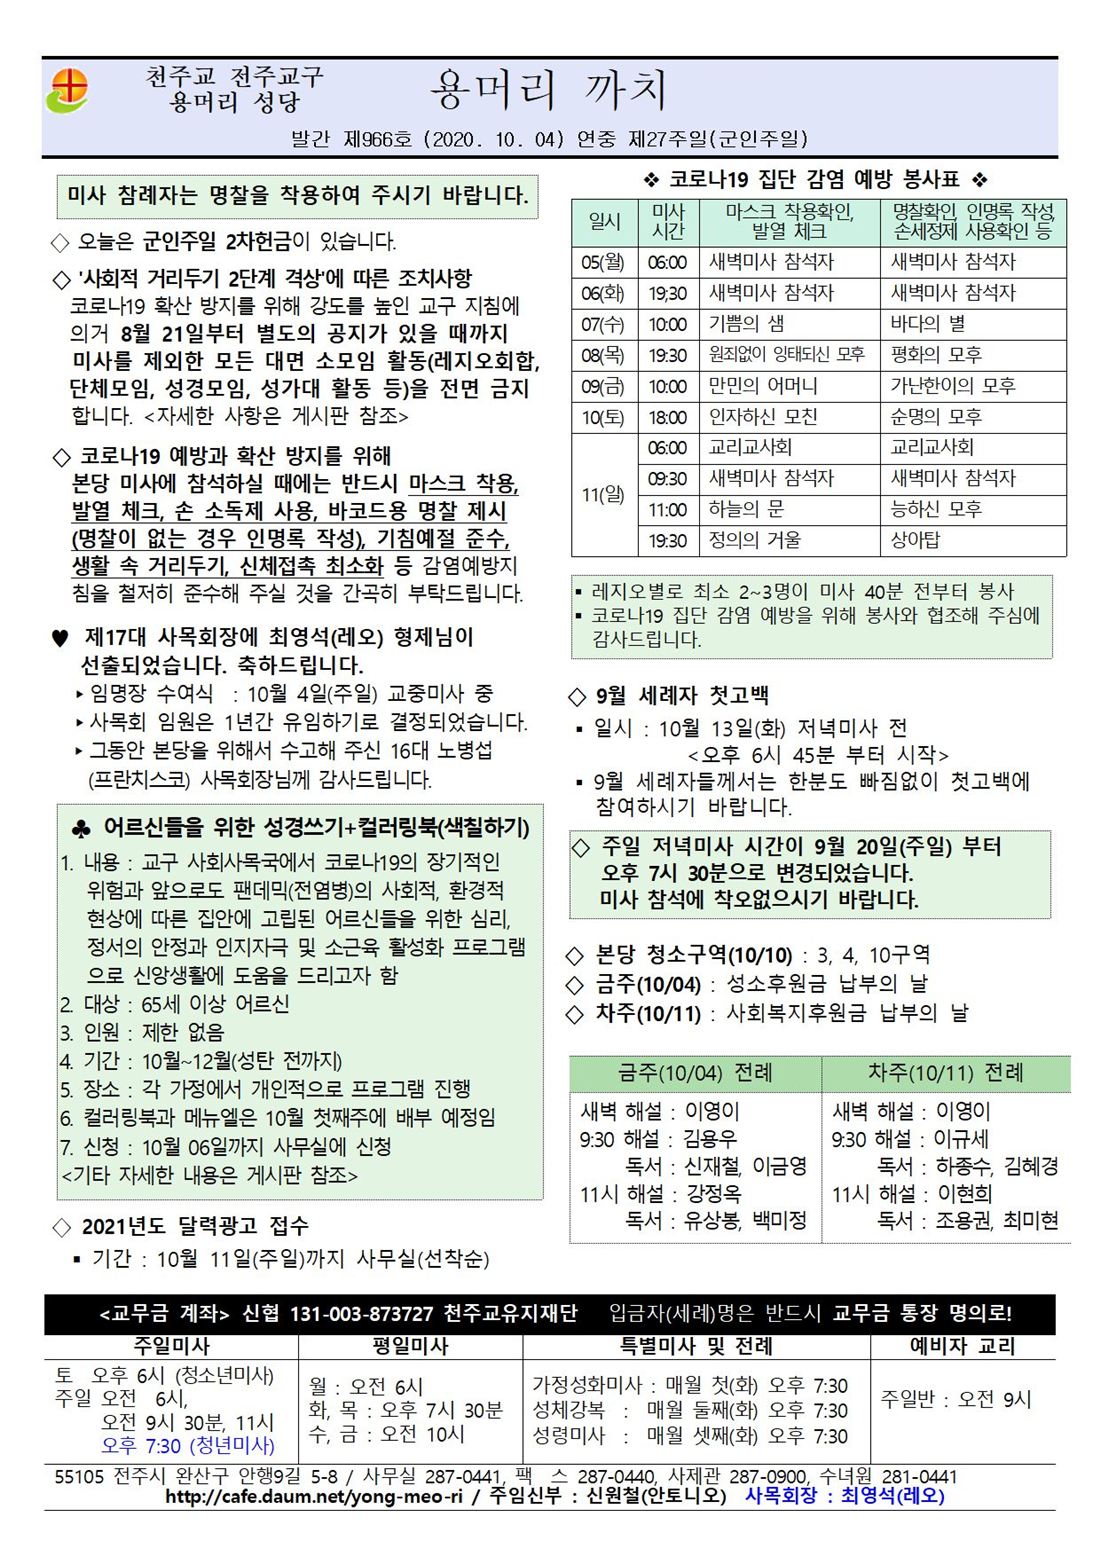 천주교 전주교구
용머리 성당
용머리 까치
발간 제966호 (2020. 10. 04) 연중 제27주일(군인주일)
미사 참례자는 명찰을 착용하여 주시기 바랍니다.
◇ 오늘은 군인주일 2차헌금이 있습니다.
◇ '사회적 거리두기 2단계 격상'에 따른 조치사항
코로나19 확산 방지를 위해 강도를 높인 교구 지침에
의거 8월 21일부터 별도의 공지가 있을 때까지
미사를 제외한 모든 대면 소모임 활동(레지오회합,
단체모임, 성경모임, 성가대 활동 등)을 전면 금지
합니다. <자세한 사항은 게시판 참조>
◇ 코로나19 예방과 확산 방지를 위해
본당 미사에 참석하실 때에는 반드시 마스크 착용,
발열 체크, 손 소독제 사용, 바코드용 명찰 제시
(명찰이 없는 경우 인명록 작성), 기침예절 준수,
생활 속 거리두기, 신체접촉 최소화 등 감염예방지
침을 철저히 준수해 주실 것을 간곡히 부탁드립니다.
♥ 제17대 사목회장에 최영석(레오) 형제님이
선출되었습니다. 축하드립니다.
▸임명장 수여식 : 10월 4일(주일) 교중미사 중
▸사목회 임원은 1년간 유임하기로 결정되었습니다.
▸그동안 본당을 위해서 수고해 주신 16대 노병섭
(프란치스코) 사목회장님께 감사드립니다.
♣ 어르신들을 위한 성경쓰기+컬러링북(색칠하기)
1. 내용 : 교구 사회사목국에서 코로나19의 장기적인
위험과 앞으로도 팬데믹(전염병)의 사회적, 환경적
현상에 따른 집안에 고립된 어르신들을 위한 심리,
정서의 안정과 인지자극 및 소근육 활성화 프로그램
으로 신앙생활에 도움을 드리고자 함
2. 대상 : 65세 이상 어르신
3. 인원 : 제한 없음
4. 기간 : 10월~12월(성탄 전까지)
5. 장소 : 각 가정에서 개인적으로 프로그램 진행
6. 컬러링북과 메뉴엘은 10월 첫째주에 배부 예정임
7. 신청 : 10월 06일까지 사무실에 신청
<기타 자세한 내용은 게시판 참조>
◇ 2021년도 달력광고 접수
▪ 기간 : 10월 11일(주일)까지 사무실(선착순)
❖ 코로나19 집단 감염 예방 봉사표 ❖
일시 미사 시간 마스크 착용확인, 발열 체크 명찰확인, 인명록 작성, 손세정제 사용확인 등
05(월) 06:00 새벽미사 참석자 새벽미사 참석자
06(화) 19;30 새벽미사 참석자 새벽미사 참석자
07(수) 10:00 기쁨의 샘 바다의 별
08(목) 19:30 원죄없이 잉태되신 모후 평화의 모후
09(금) 10:00 만민의 어머니 가난한이의 모후
10(토) 18:00 인자하신 모친 순명의 모후
11(일) 06:00 교리교사회 교리교사회
09:30 새벽미사 참석자 새벽미사 참석자
11:00 하늘의 문 능하신 모후
19:30 정의의 거울 상아탑
▪ 레지오별로 최소 2~3명이 미사 40분 전부터 봉사
▪ 코로나19 집단 감염 예방을 위해 봉사와 협조해 주심에
감사드립니다.
◇ 9월 세례자 첫고백
▪ 일시 : 10월 13일(화) 저녁미사 전
<오후 6시 45분 부터 시작>
▪ 9월 세례자들께서는 한분도 빠짐없이 첫고백에
참여하시기 바랍니다.
◇ 주일 저녁미사 시간이 9월 20일(주일) 부터
오후 7시 30분으로 변경되었습니다.
미사 참석에 착오없으시기 바랍니다.
◇ 본당 청소구역(10/10) : 3, 4, 10구역
◇ 금주(10/04) : 성소후원금 납부의 날
◇ 차주(10/11) : 사회복지후원금 납부의 날
금주(10/04) 전례 차주(10/11) 전례
새벽 해설 : 이영이 새벽 해설 : 이영이
9:30 해설 : 김용우 9:30 해설 : 이규세
독서 : 신재철, 이금영 독서 : 하종수, 김혜경
11시 해설 : 강정옥 11시 해설 : 이현희
독서 : 유상봉, 백미정 독서 : 조용권, 최미현
<교무금 계좌> 신협 131-003-873727 천주교유지재단 입금자(세례)명은 반드시 교무금 통장 명의로!
주일미사 평일미사 특별미사 및 전례 예비자 교리
토 오후 6시 (청소년미사)
주일 오전 6시,
오전 9시 30분, 11시
오후 7:30 (청년미사)
월 : 오전 6시
화, 목 : 오후 7시 30분
수, 금 : 오전 10시
가정성화미사 : 매월 첫(화) 오후 7:30
성체강복 : 매월 둘째(화) 오후 7:30
성령미사 : 매월 셋째(화) 오후 7:30
주일반 : 오전 9시
55105 전주시 완산구 안행9길 5-8 / 사무실 287-0441, 팩 스 287-0440, 사제관 287-0900, 수녀원 281-0441
http://cafe.daum.net/yong-meo-ri / 주임신부 : 신원철(안토니오) 사목회장 : 최영석(레오)